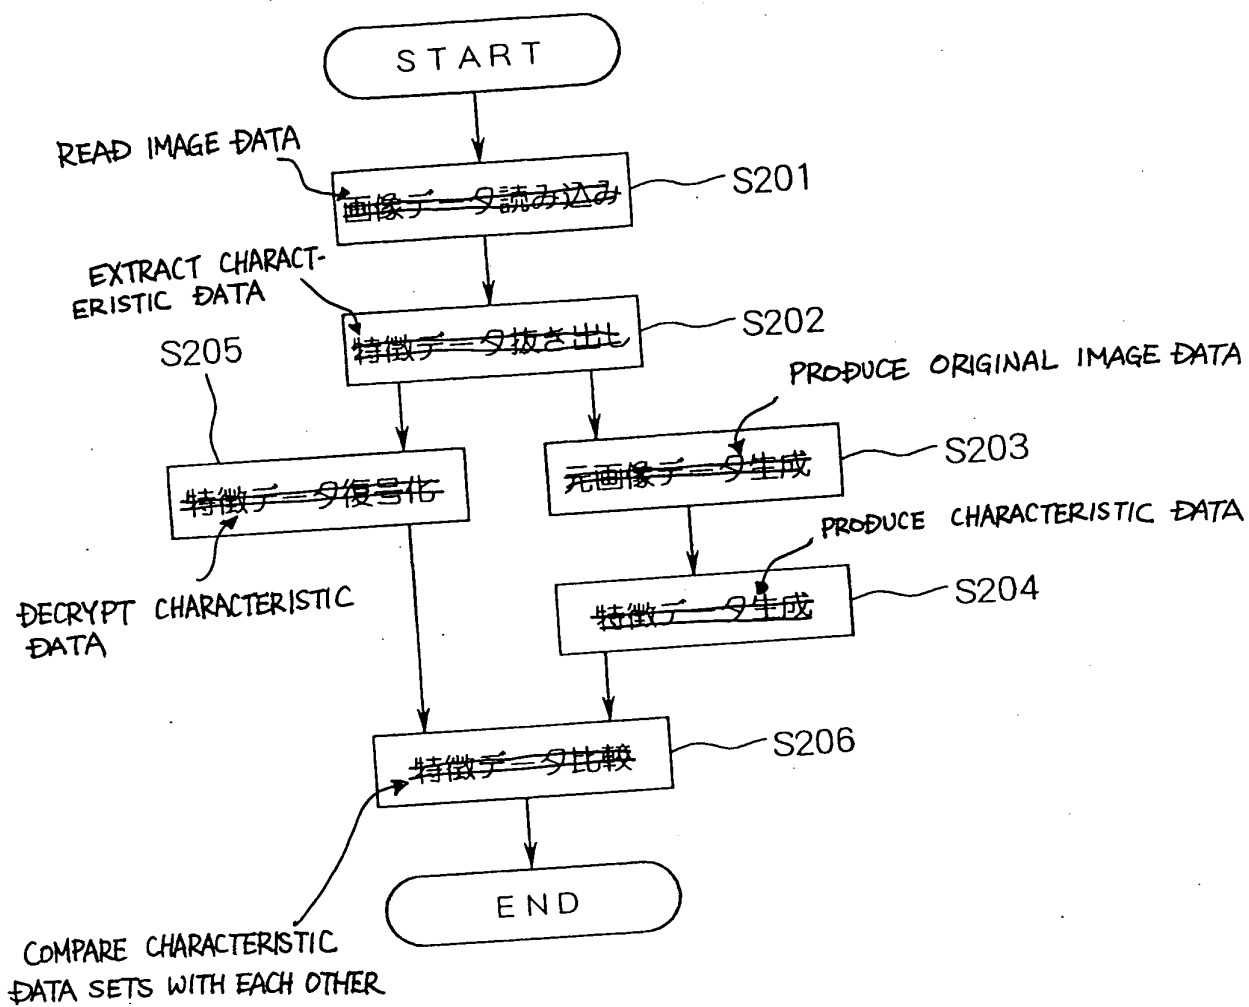 START
READ IMAGE DATA
画像データ読み込み
S201
EXTRACT CHARACT-
ERISTIC DATA
特徴データ抜き出し
S202
S205
PRODUCE ORIGINAL IMAGE DATA
元画像データ生成
S203
特徴データ復号化
PRODUCE CHARACTERISTIC DATA
DECRYPT CHARACTERISTIC
DATA
特徴データ生成
S204
特徴データ比較
S206
END
COMPARE CHARACTERISTIC
DATA SETS WITH EACH OTHER